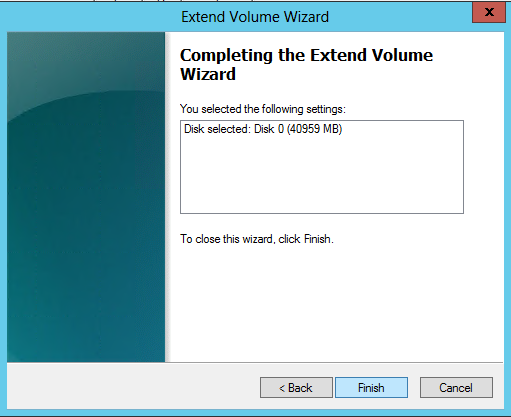 Extend Volume Wizard
x
Completing the Extend Volume
Wizard
You selected the following settings:
Disk selected: Disk 0 (40959 MB)
To close this wizard, click Finish.
< Back
Finish
Cancel